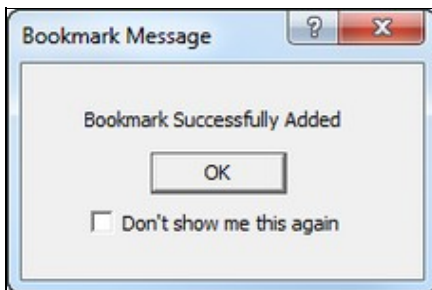 Bookmark Message
Bookmark Successfully Added
OK
Don't show me this again